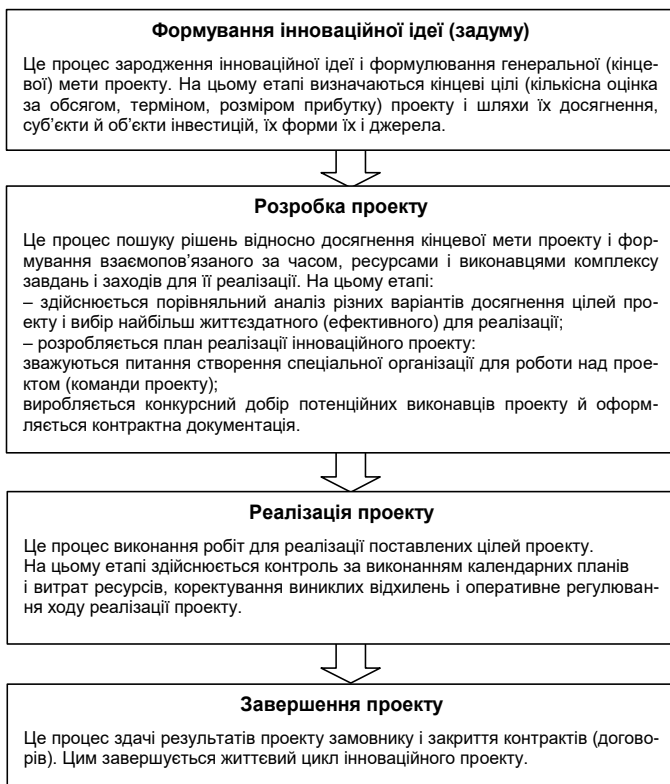 Формування інноваційної ідеї (задуму)
Це процес зародження інноваційної ідеї і формулювання генеральної (кінце-
вої) мети проекту. На цьому етапі визначаються кінцеві цілі (кількісна оцінка
за обсягом, терміном, розміром прибутку) проекту і шляхи їх досягнення,
суб’єкти й об’єкти інвестицій, їх форми їх і джерела.
Розробка проекту
Це процес пошуку рішень відносно досягнення кінцевої мети проекту і фор-
мування взаємопов’язаного за часом, ресурсами і виконавцями комплексу
завдань і заходів для її реалізації. На цьому етапі:
– здійснюється порівняльний аналіз різних варіантів досягнення цілей про-
екту і вибір найбільш життєздатного (ефективного) для реалізації;
– розробляється план реалізації інноваційного проекту:
зважуються питання створення спеціальної організації для роботи над прое-
ктом (команди проекту);
виробляється конкурсний добір потенційних виконавців проекту й оформ-
ляється контрактна документація.
Реалізація проекту
Це процес виконання робіт для реалізації поставлених цілей проекту.
На цьому етапі здійснюється контроль за виконанням календарних планів
і витрат ресурсів, коректування виниклих відхилень і оперативне регулюван-
ня ходу реалізації проекту.
Завершення проекту
Це процес здачі результатів проекту замовнику і закриття контрактів (догово-
рів). Цим завершується життєвий цикл інноваційного проекту.